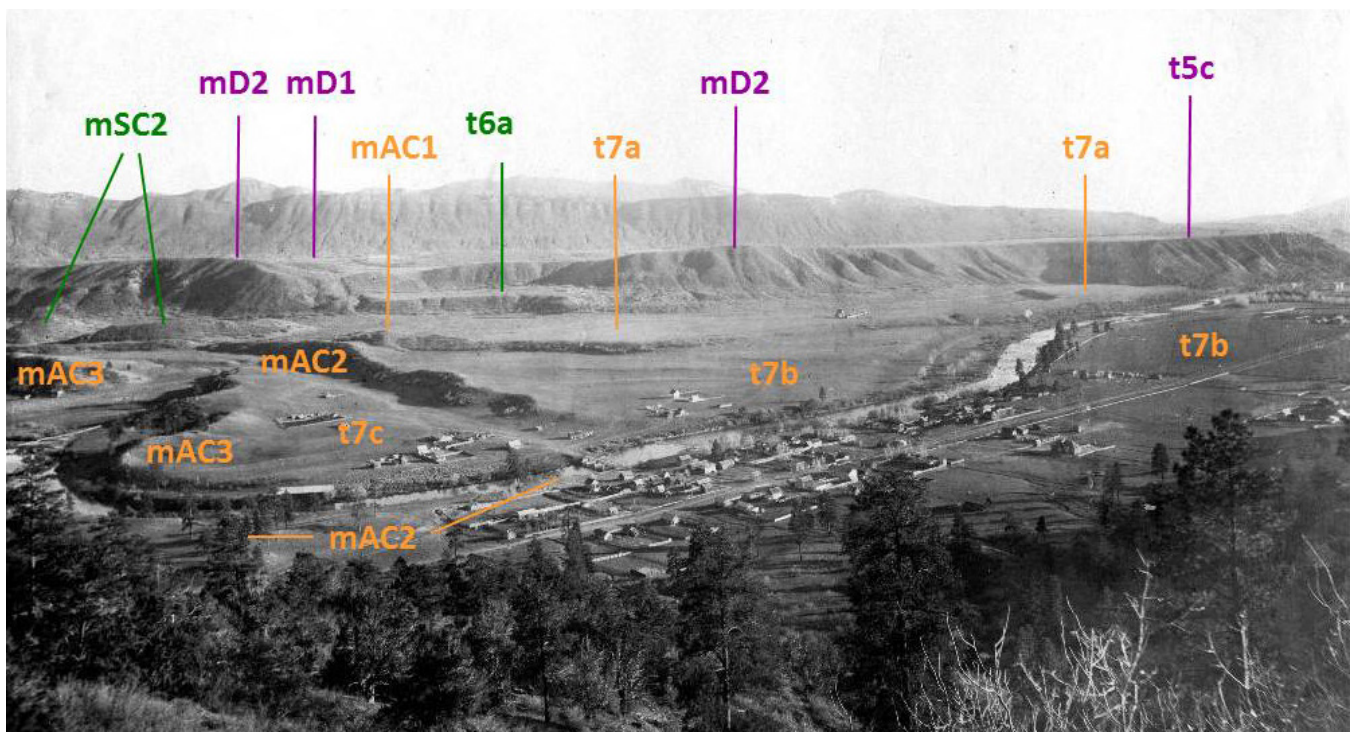 mD2 mD1 mD2 t5c
mSC2 t6a
mAC1 t7a t7a
mAC3 mAC2 t7b t7b
mAC3 t7c
mAC2